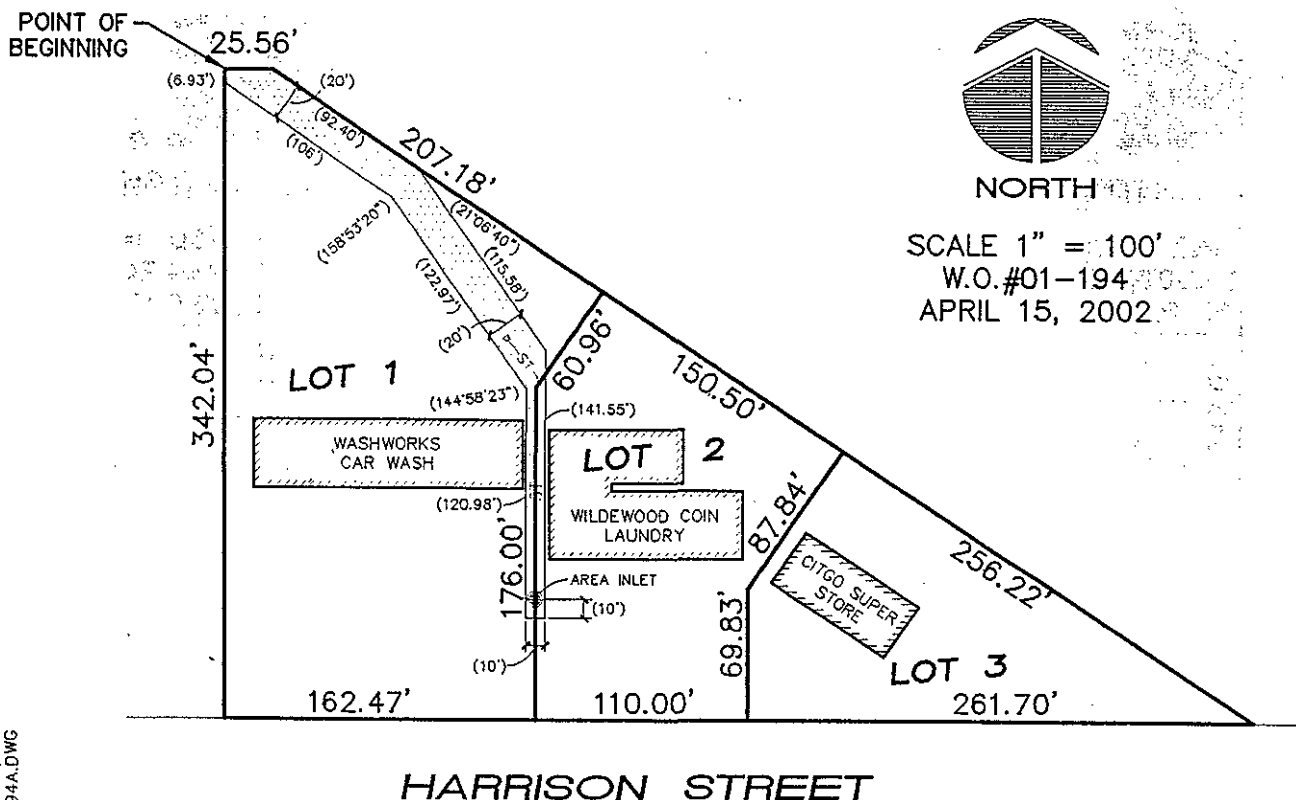 POINT OF
BEGINNING
25.56'
(6.93')
(20')
(92.40')
(106')
207.18'
(21°06'40")
(158°53'20")
(115.58')
(122.97')
(20')
ST
NORTH
SCALE 1" = 100'
W.O.#01-194
APRIL 15, 2002
342.04'
LOT 1
60.96'
150.50'
(144°58'23")
(141.55')
WASHWORKS
CAR WASH
LOT 2
(120.98')
WILDEWOOD COIN
LAUNDRY
87.84'
256.22'
176.00'
AREA INLET
(10')
CITGO SUPER
STORE
69.83'
(10')
LOT 3
162.47'
110.00'
261.70'
HARRISON STREET
94A.DWG